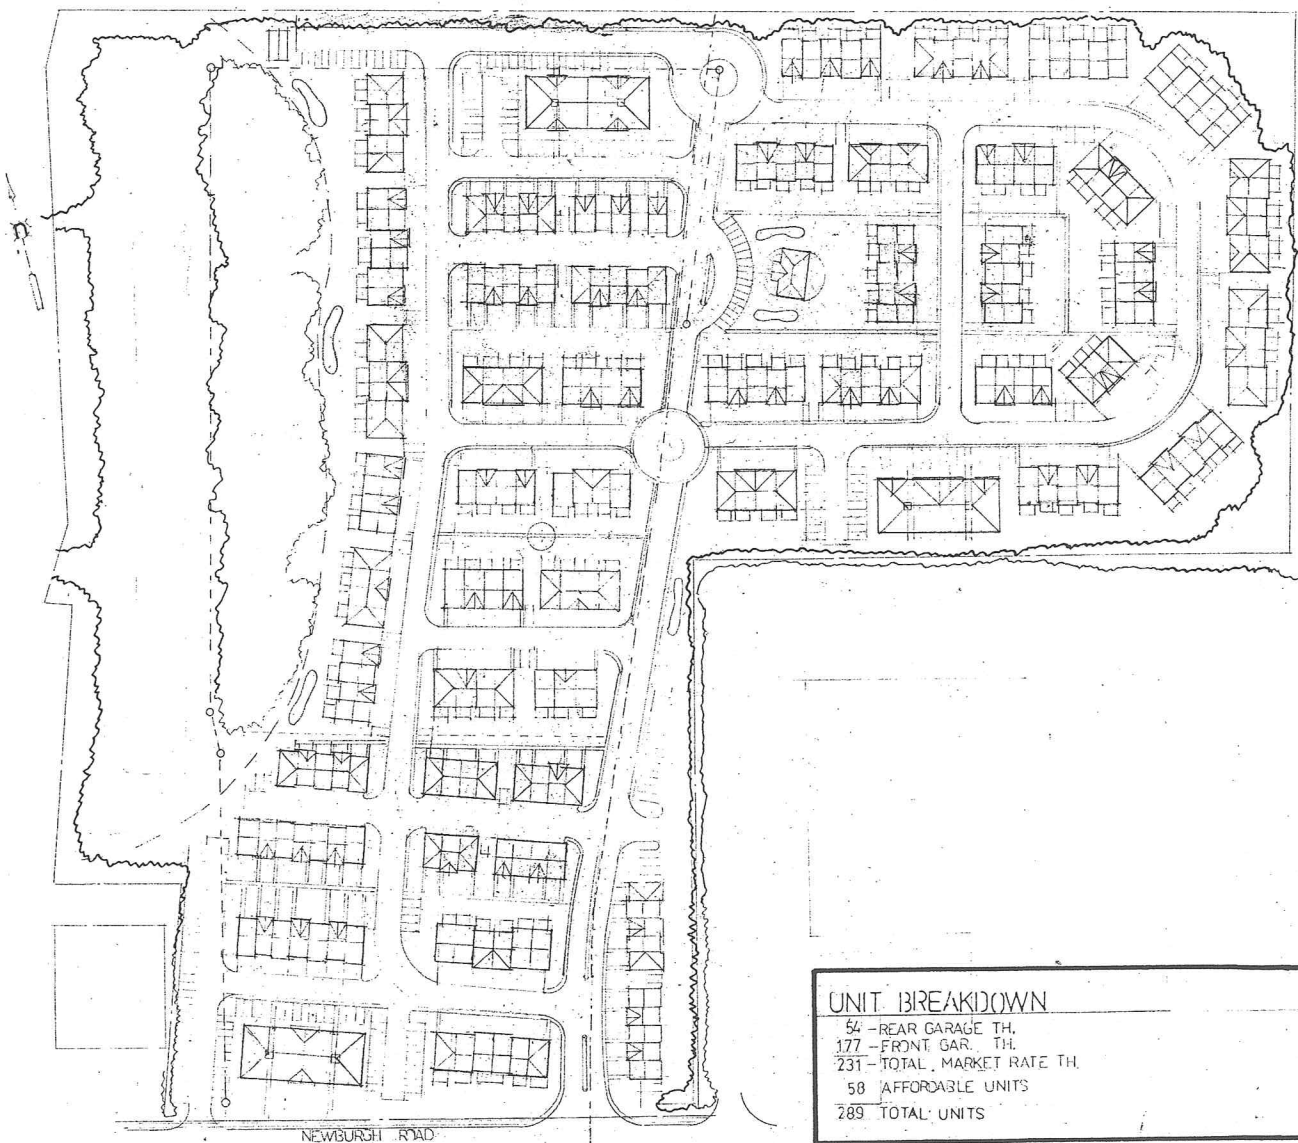 UNIT BREAKDOWN
54 - REAR GARAGE TH.
177 - FRONT GAR. TH.
231 - TOTAL MARKET RATE TH.
58 AFFORDABLE UNITS
289 TOTAL UNITS
NEWBURGH ROAD